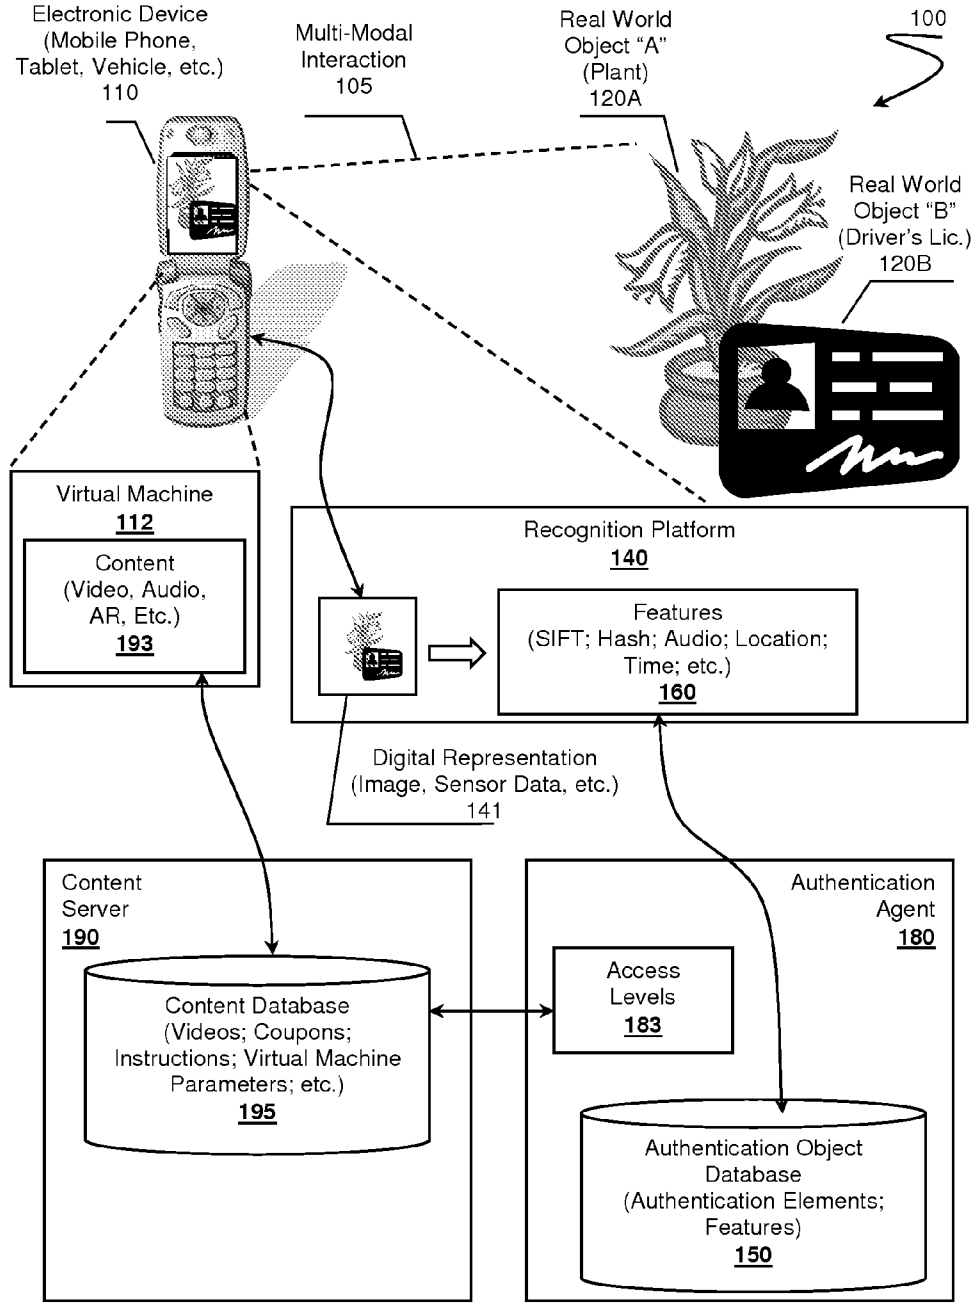 Electronic Device
(Mobile Phone,
Tablet, Vehicle, etc.)
110
Multi-Modal
Interaction
105
Real World
Object “A”
(Plant)
120A
100
Real World
Object “B”
(Driver’s Lic.)
120B
Virtual Machine
112
Content
(Video, Audio,
AR, Etc.)
193
Recognition Platform
140
Features
(SIFT; Hash; Audio; Location;
Time; etc.)
160
Digital Representation
(Image, Sensor Data, etc.)
141
Content
Server
190
Content Database
(Videos; Coupons;
Instructions; Virtual Machine
Parameters; etc.)
195
Authentication
Agent
180
Access
Levels
183
Authentication Object
Database
(Authentication Elements;
Features)
150